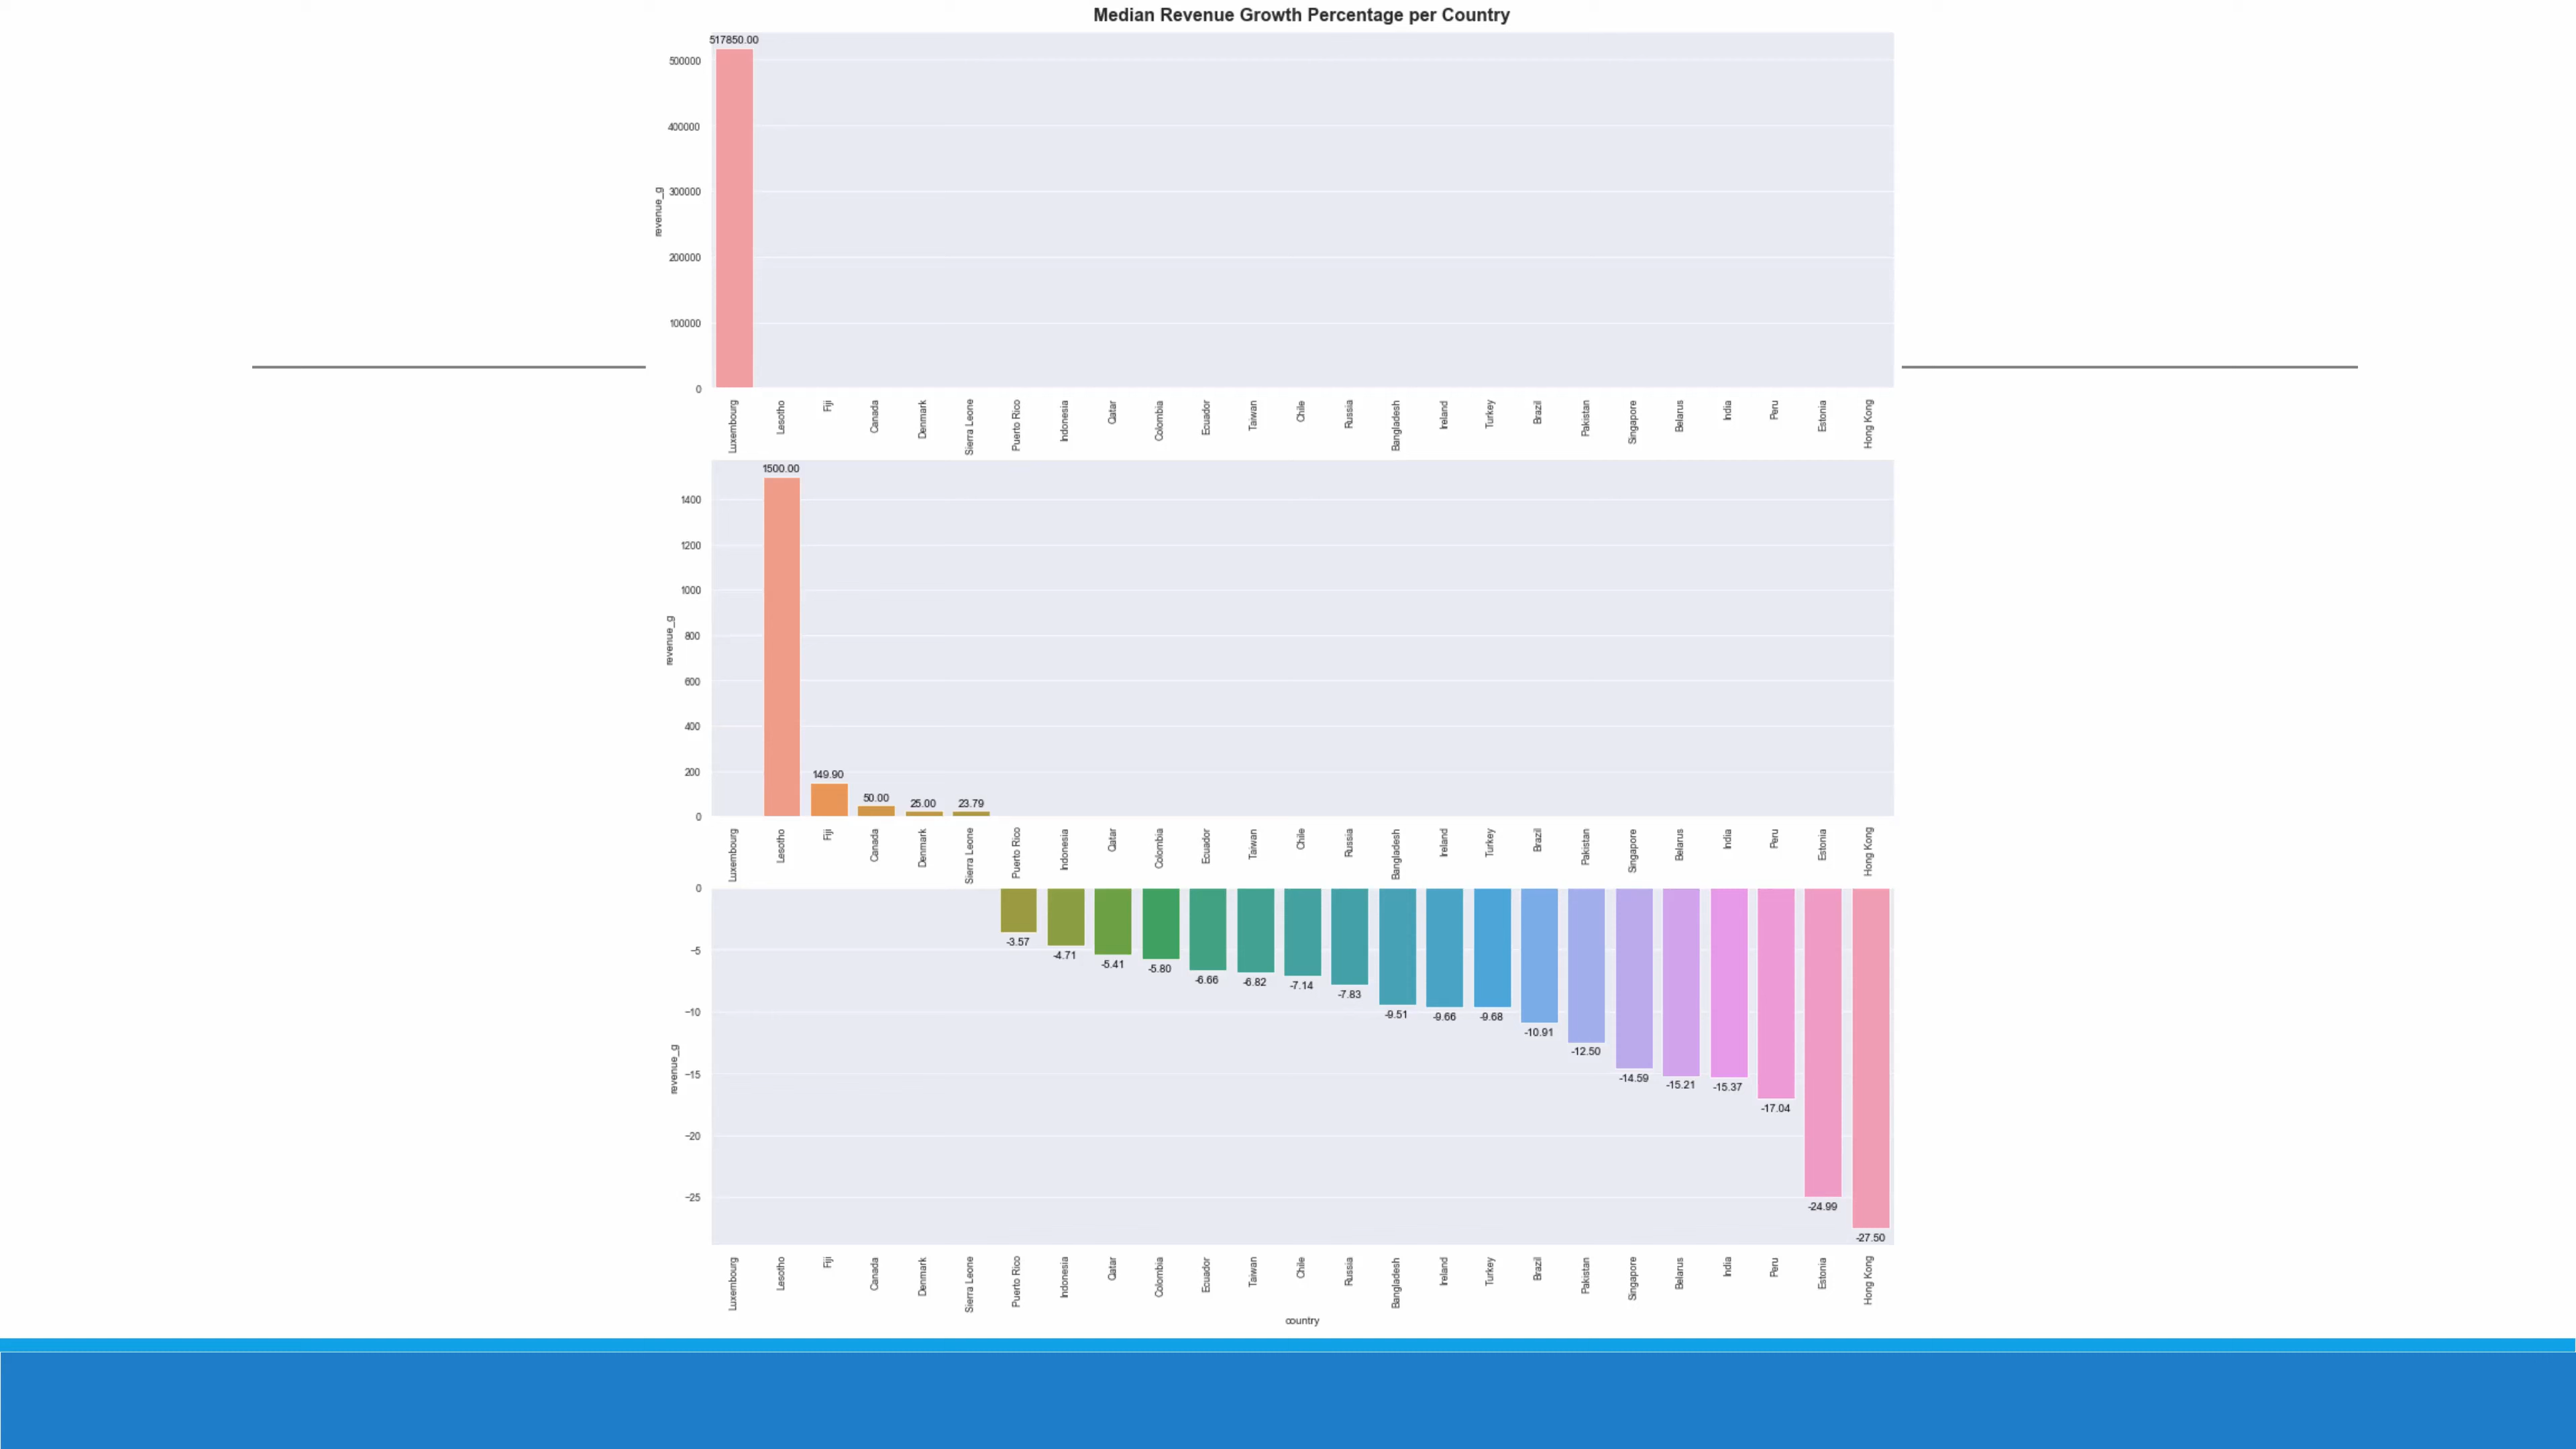 Median Revenue Growth Percentage per Country
517850.00
500000
400000
300000
200000
100000
0
revenue_g
Luxembourg Lesotho Fiji Canada Denmark Sierra Leone Puerto Rico Indonesia Qatar Colombia Ecuador Taiwan Chile Russia Bangladesh Ireland Turkey Brazil Pakistan Singapore Belarus India Peru Estonia Hong Kong
1500.00
1400
1200
1000
800
600
400
200
0
revenue_g
149.90 50.00 25.00 23.79
Luxembourg Lesotho Fiji Canada Denmark Sierra Leone Puerto Rico Indonesia Qatar Colombia Ecuador Taiwan Chile Russia Bangladesh Ireland Turkey Brazil Pakistan Singapore Belarus India Peru Estonia Hong Kong
0
−5
−10
−15
−20
−25
revenue_g
-3.57 -4.71 -5.41 -5.80 -6.66 -6.82 -7.14 -7.83 -9.51 -9.66 -9.68 -10.91 -12.50 -14.59 -15.21 -15.37 -17.04 -24.99 -27.50
Luxembourg Lesotho Fiji Canada Denmark Sierra Leone Puerto Rico Indonesia Qatar Colombia Ecuador Taiwan Chile Russia Bangladesh Ireland Turkey Brazil Pakistan Singapore Belarus India Peru Estonia Hong Kong
country